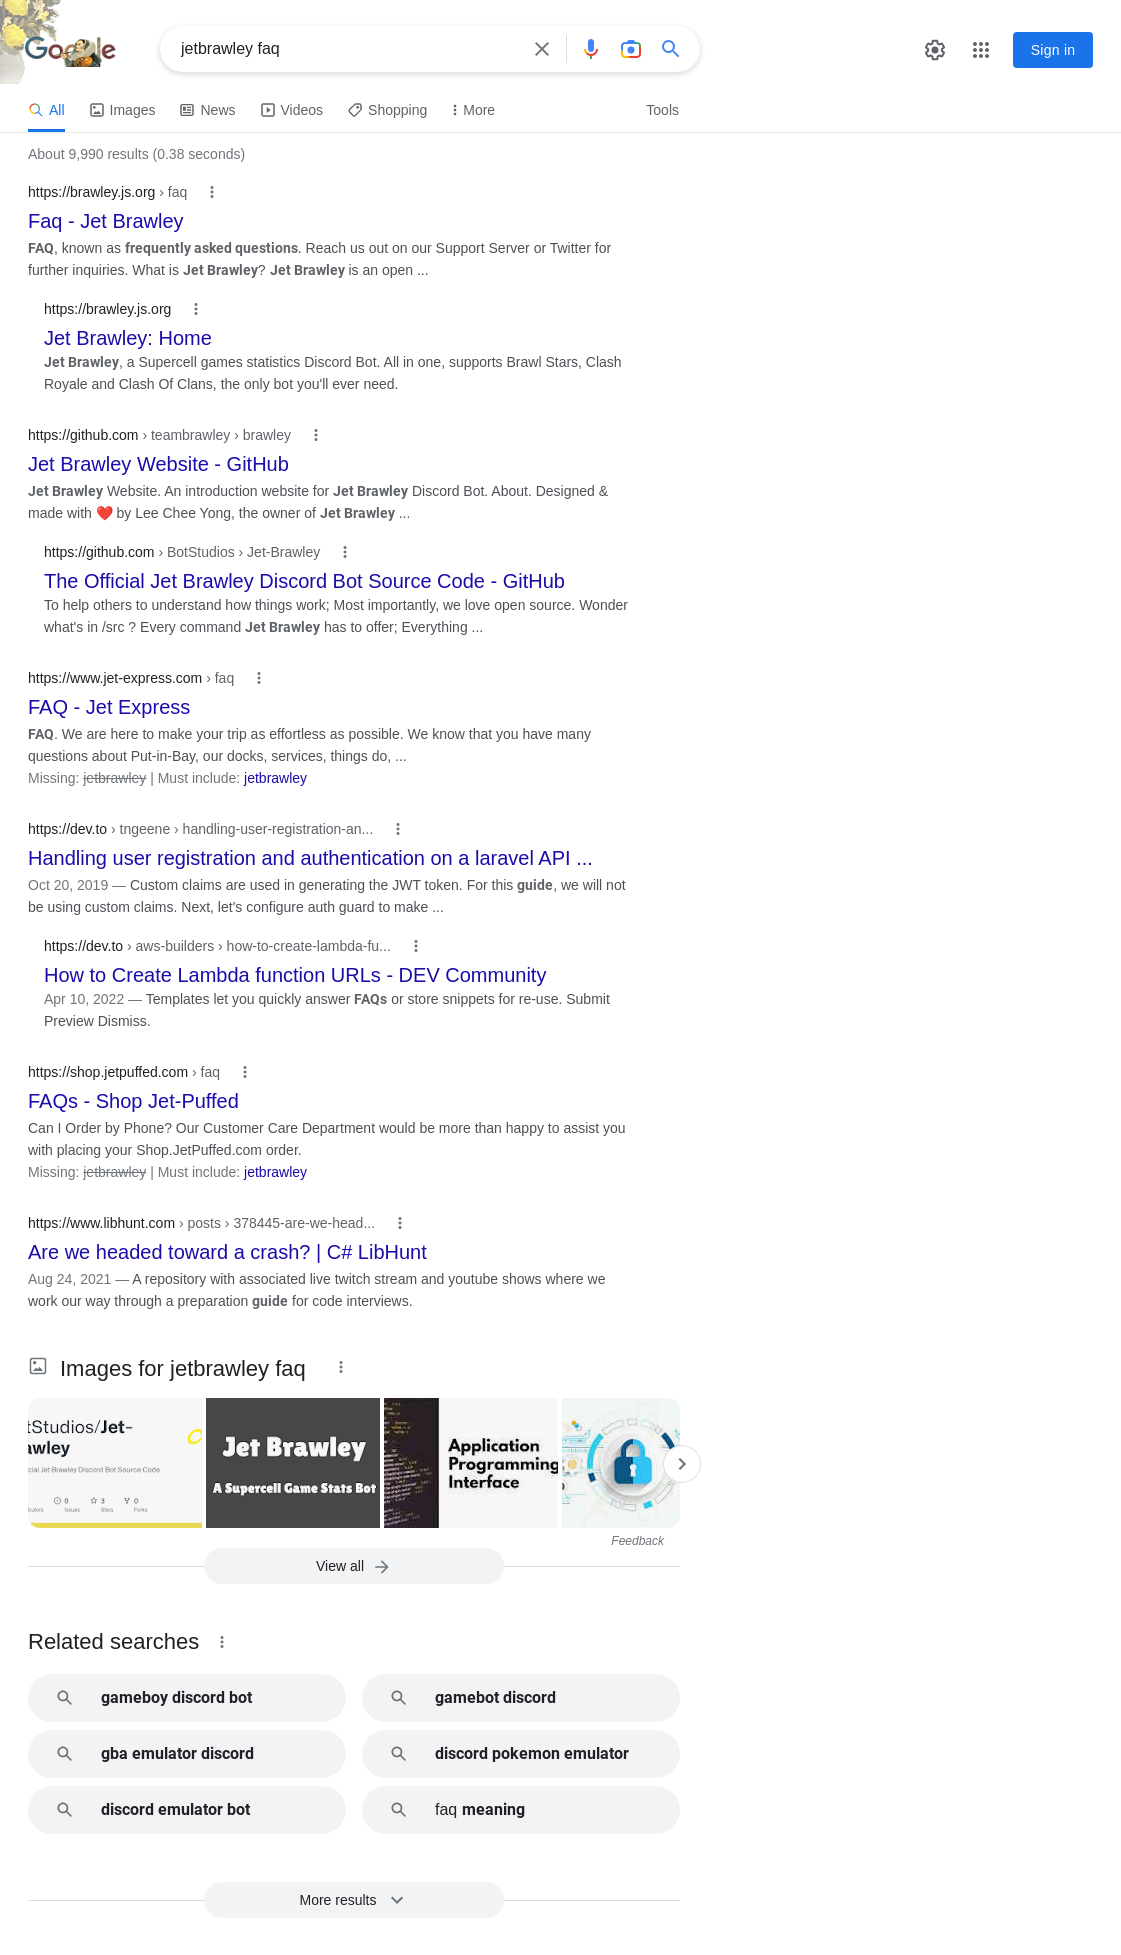 Google
jetbrawley faq
Sign in
All
Images
News
Videos
Shopping
More
Tools
About 9,990 results (0.38 seconds)
https://brawley.js.org › faq
Faq - Jet Brawley
FAQ, known as frequently asked questions. Reach us out on our Support Server or Twitter for
further inquiries. What is Jet Brawley? Jet Brawley is an open ...
https://brawley.js.org
Jet Brawley: Home
Jet Brawley, a Supercell games statistics Discord Bot. All in one, supports Brawl Stars, Clash
Royale and Clash Of Clans, the only bot you'll ever need.
https://github.com › teambrawley › brawley
Jet Brawley Website - GitHub
Jet Brawley Website. An introduction website for Jet Brawley Discord Bot. About. Designed &
made with ❤️ by Lee Chee Yong, the owner of Jet Brawley ...
https://github.com › BotStudios › Jet-Brawley
The Official Jet Brawley Discord Bot Source Code - GitHub
To help others to understand how things work; Most importantly, we love open source. Wonder
what's in /src ? Every command Jet Brawley has to offer; Everything ...
https://www.jet-express.com › faq
FAQ - Jet Express
FAQ. We are here to make your trip as effortless as possible. We know that you have many
questions about Put-in-Bay, our docks, services, things do, ...
Missing: jetbrawley | Must include: jetbrawley
https://dev.to › tngeene › handling-user-registration-an...
Handling user registration and authentication on a laravel API ...
Oct 20, 2019 — Custom claims are used in generating the JWT token. For this guide, we will not
be using custom claims. Next, let's configure auth guard to make ...
https://dev.to › aws-builders › how-to-create-lambda-fu...
How to Create Lambda function URLs - DEV Community
Apr 10, 2022 — Templates let you quickly answer FAQs or store snippets for re-use. Submit
Preview Dismiss.
https://shop.jetpuffed.com › faq
FAQs - Shop Jet-Puffed
Can I Order by Phone? Our Customer Care Department would be more than happy to assist you
with placing your Shop.JetPuffed.com order.
Missing: jetbrawley | Must include: jetbrawley
https://www.libhunt.com › posts › 378445-are-we-head...
Are we headed toward a crash? | C# LibHunt
Aug 24, 2021 — A repository with associated live twitch stream and youtube shows where we
work our way through a preparation guide for code interviews.
Images for jetbrawley faq
tStudios/Jet-
awley
cial Jet Brawley Discord Bot Source Code
0
3
0
butors
Issues
Stars
Forks
Jet Brawley
A Supercell Game Stats Bot
Application
Programming
Interface
Feedback
View all
Related searches
gameboy discord bot
gamebot discord
gba emulator discord
discord pokemon emulator
discord emulator bot
faq meaning
More results